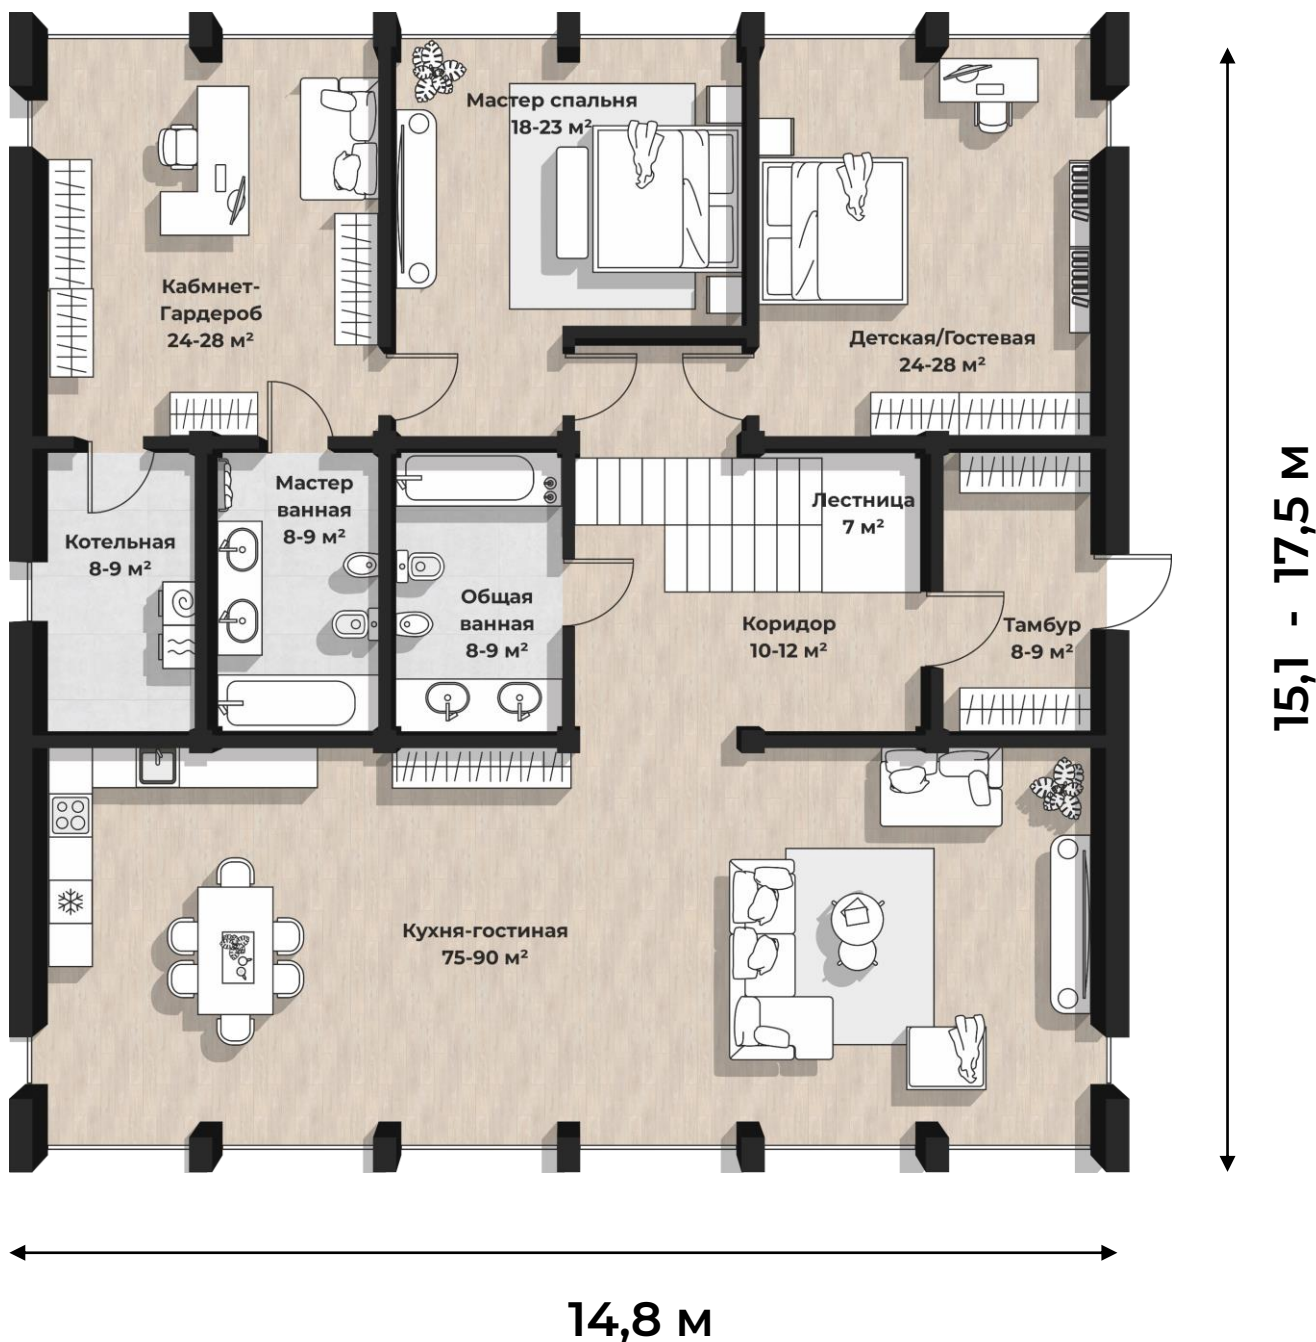 Мастер спальня
18-23 м²
Кабмнет-
Гардероб
24-28 м²
Детская/Гостевая
24-28 м²
Мастер
ванная
8-9 м²
Лестница
7 м²
Котельная
8-9 м²
Общая
ванная
8-9 м²
Коридор
10-12 м²
Тамбур
8-9 м²
Кухня-гостиная
75-90 м²
15,1 - 17,5 м
14,8 м